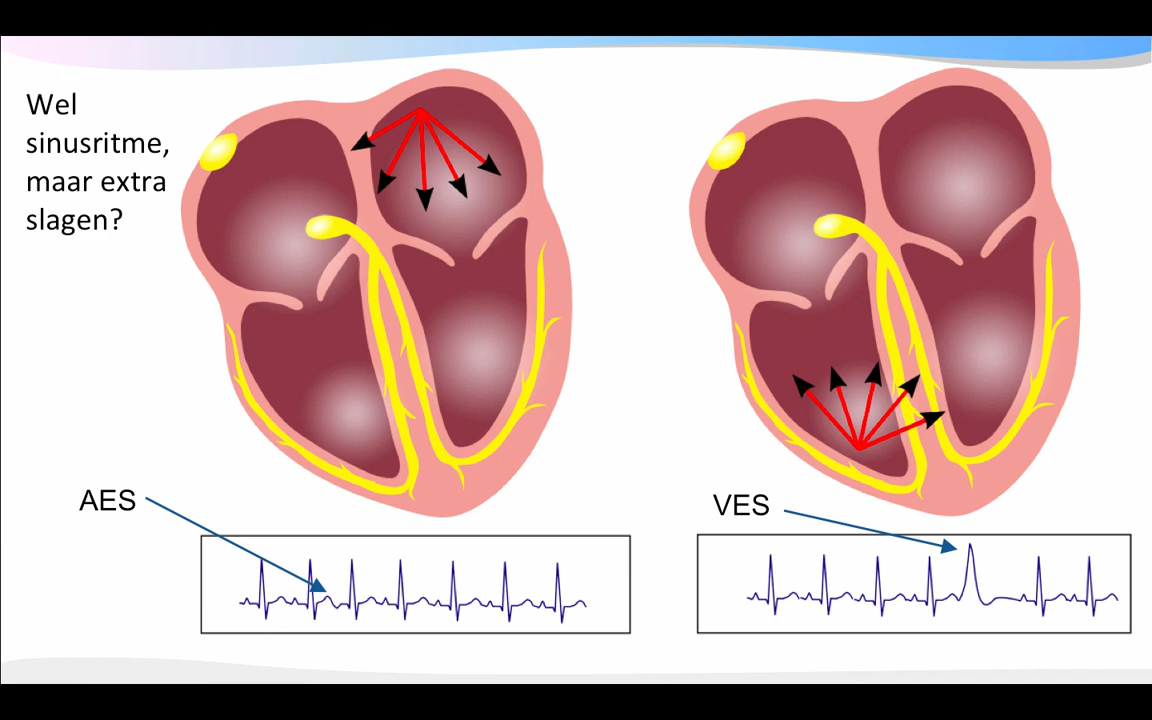 Wel
sinusritme,
maar extra
slagen?
AES
VES